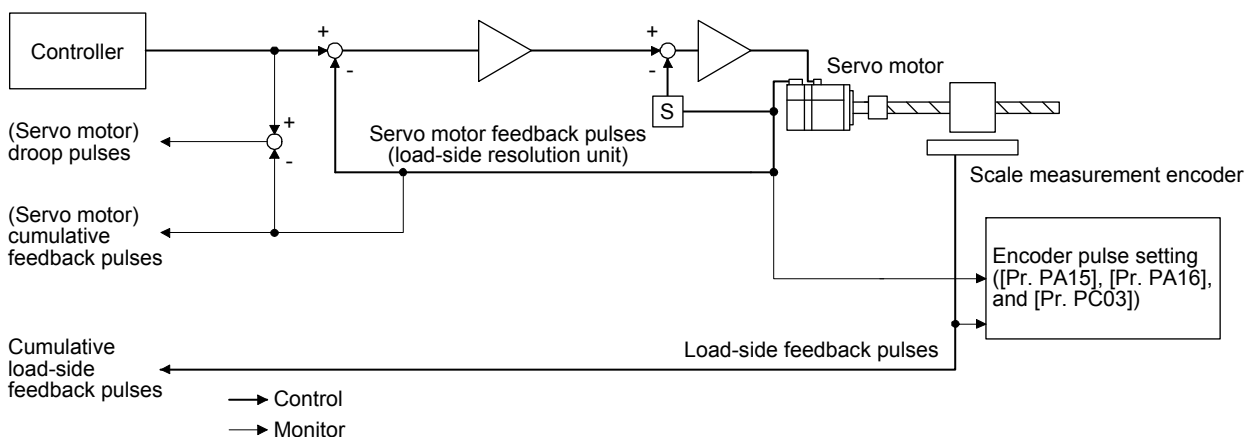 Controller
+
-
+
-
S
Servo motor
(Servo motor)
droop pulses
+
-
Servo motor feedback pulses
(load-side resolution unit)
Scale measurement encoder
(Servo motor)
cumulative
feedback pulses
Encoder pulse setting
([Pr. PA15], [Pr. PA16],
and [Pr. PC03])
Cumulative
load-side
feedback pulses
Load-side feedback pulses
Control
Monitor